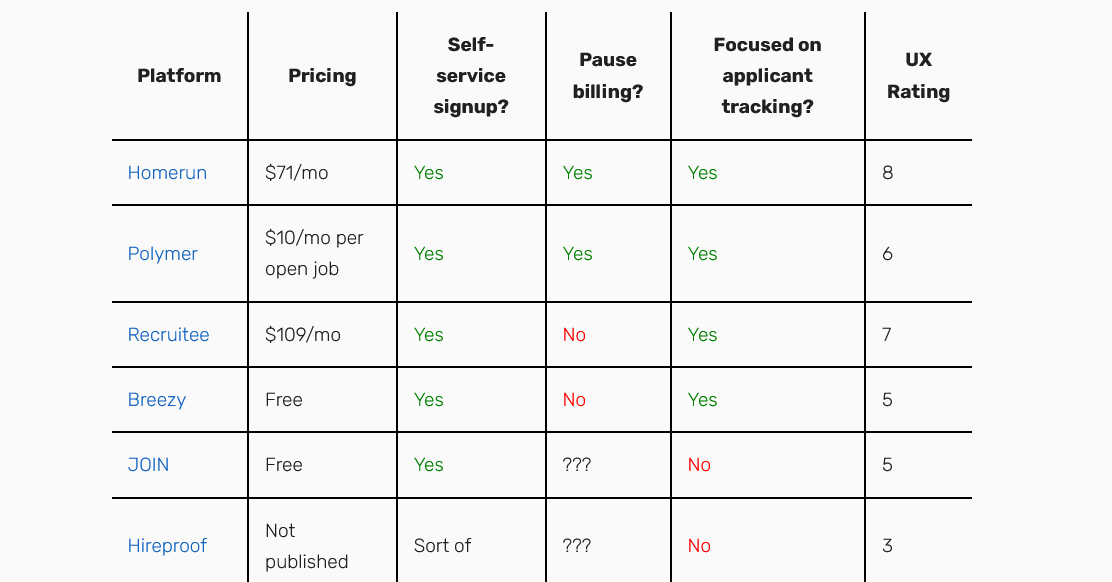 Platform
Pricing
Self-
service
signup?
Pause
billing?
Focused on
applicant
tracking?
UX
Rating
Homerun $71/mo Yes Yes Yes 8
Polymer $10/mo per
open job Yes Yes Yes 6
Recruitee $109/mo Yes No Yes 7
Breezy Free Yes No Yes 5
JOIN Free Yes ??? No 5
Hireproof Not
published Sort of ??? No 3